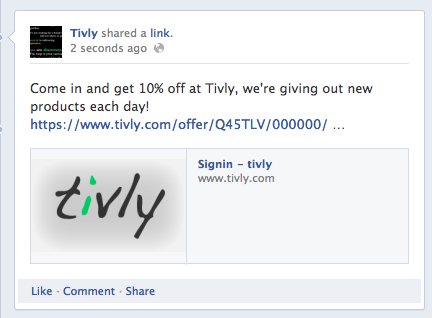 Tivly shared a link.
2 seconds ago
Come in and get 10% off at Tivly, we're giving out new
products each day!
https://www.tivly.com/offer/Q45TLV/000000/ ...
tivly
Signin - tivly
www.tivly.com
Like · Comment · Share